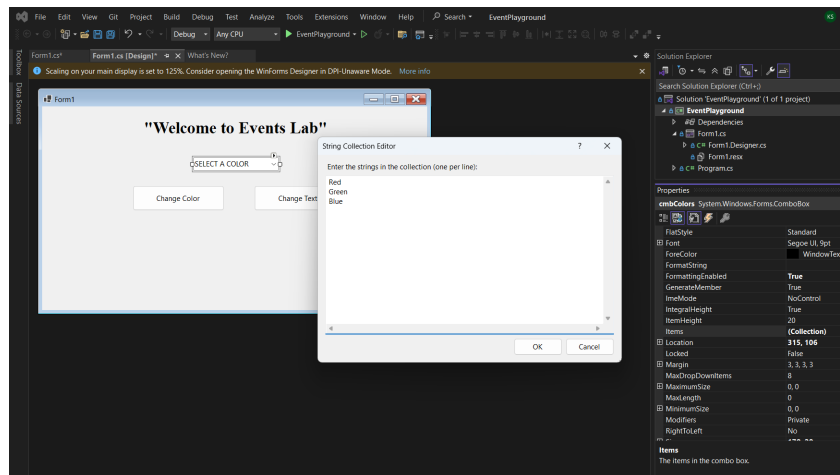 File Edit View Git Project Build Debug Test Analyze Tools Extensions Window Help Search EventPlayground KS
Debug Any CPU EventPlayground
Form1.cs* Form1.cs [Design]* What's New?
Scaling on your main display is set to 125%. Consider opening the WinForms Designer in DPI-Unaware Mode. More info
Toolbox
Data Sources
Form1
"Welcome to Events Lab"
SELECT A COLOR
Change Color
Change Text
String Collection Editor ?
Enter the strings in the collection (one per line):
Red
Green
Blue
OK Cancel
Solution Explorer
Search Solution Explorer (Ctrl+;)
Solution 'EventPlayground' (1 of 1 project)
C# EventPlayground
Dependencies
Form1.cs
C# Form1.Designer.cs
Form1.resx
C# Program.cs
Properties
cmbColors System.Windows.Forms.ComboBox
FlatStyle Standard
Font Segoe UI, 9pt
ForeColor WindowTex
FormatString
FormattingEnabled True
GenerateMember True
ImeMode NoControl
IntegralHeight True
ItemHeight 20
Items (Collection)
Location 315, 106
Locked False
Margin 3, 3, 3, 3
MaxDropDownItems 8
MaximumSize 0, 0
MaxLength 0
MinimumSize 0, 0
Modifiers Private
RightToLeft No
Items
The items in the combo box.